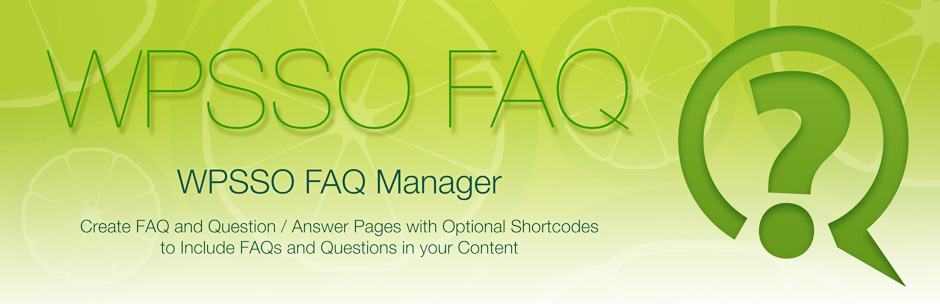 WPSSO FAQ
WPSSO FAQ Manager
Create FAQ and Question / Answer Pages with Optional Shortcodes
to Include FAQs and Questions in your Content
?